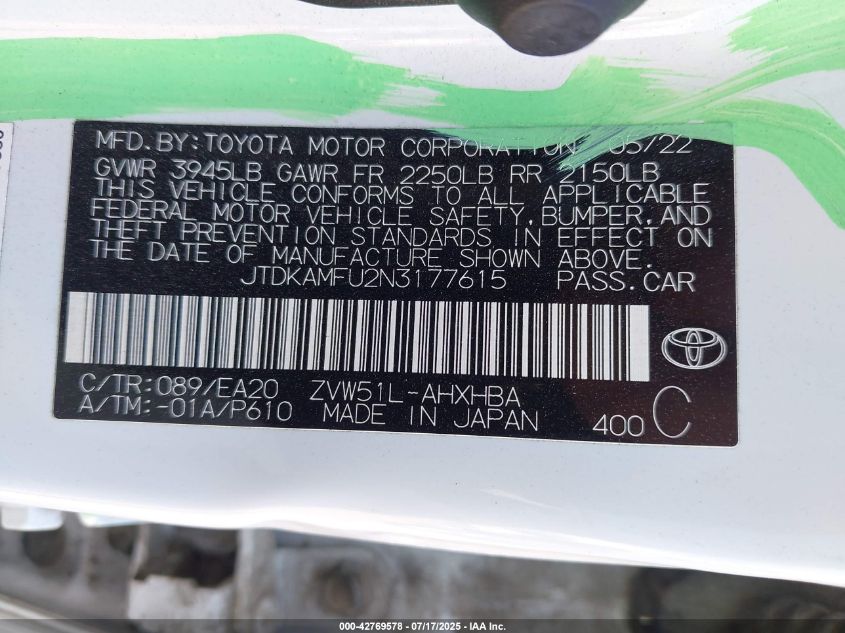 MFD.BY:TOYOTA MOTOR CORPORATION 05/22
GVWR 3945LB GAWR FR 2250LB RR 2150LB
THIS VEHICLE CONFORMS TO ALL APPLICABLE
FEDERAL MOTOR VEHICLE SAFETY,BUMPER,AND
THEFT PREVENTION STANDARDS IN EFFECT ON
THE DATE OF MANUFACTURE SHOWN ABOVE.
JTDKAMFU2N3177615 PASS.CAR
C/TR:089/EA20 ZVW51L-AHXHBA
A/TM:-01A/P610 MADE IN JAPAN 400 C
000-42769578 - 07/17/2025 - IAA Inc.